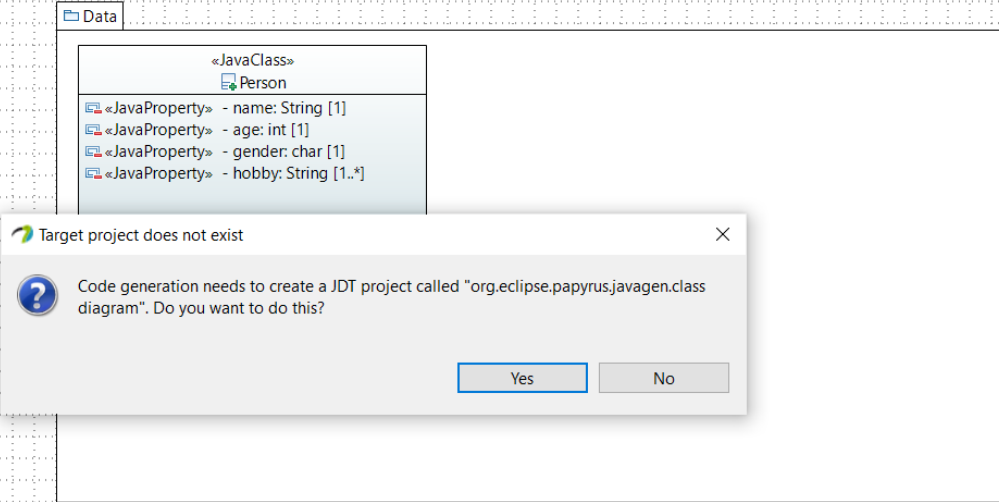 Data
«JavaClass»
Person
«JavaProperty» - name: String [1]
«JavaProperty» - age: int [1]
«JavaProperty» - gender: char [1]
«JavaProperty» - hobby: String [1..*]
Target project does not exist
Code generation needs to create a JDT project called "org.eclipse.papyrus.javagen.class
diagram". Do you want to do this?
Yes No